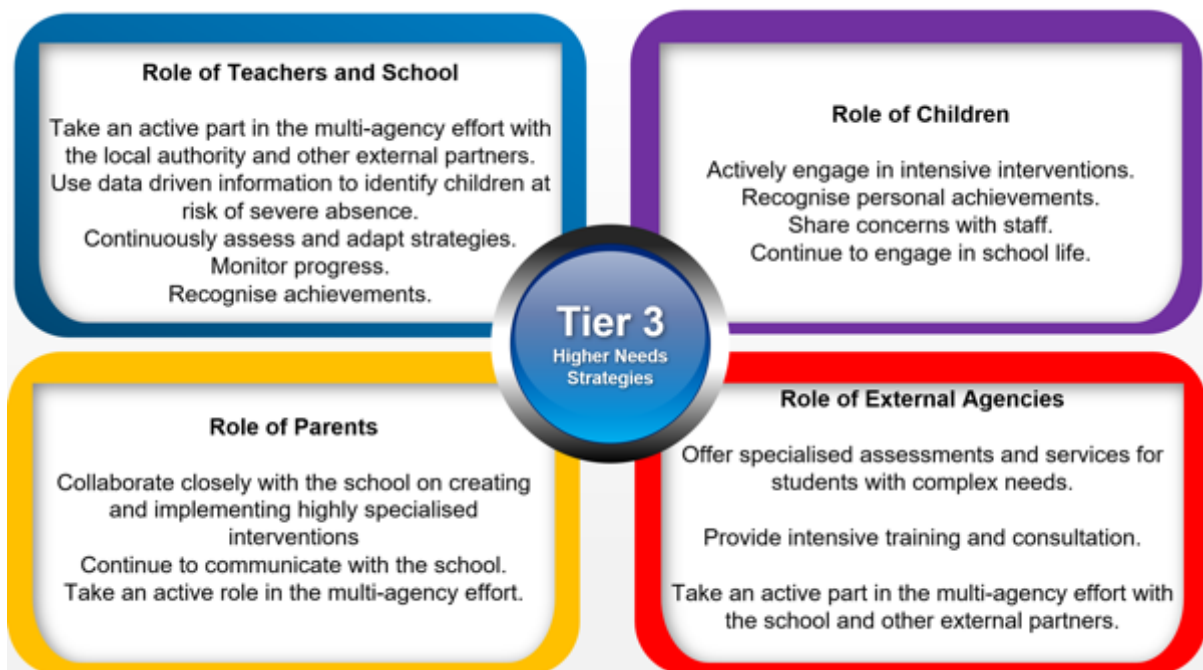 Role of Teachers and School
Take an active part in the multi-agency effort with
the local authority and other external partners.
Use data driven information to identify children at
risk of severe absence.
Continuously assess and adapt strategies.
Monitor progress.
Recognise achievements.
Role of Children
Actively engage in intensive interventions.
Recognise personal achievements.
Share concerns with staff.
Continue to engage in school life.
Tier 3
Higher Needs
Strategies
Role of Parents
Collaborate closely with the school on creating
and implementing highly specialised
interventions
Continue to communicate with the school.
Take an active role in the multi-agency effort.
Role of External Agencies
Offer specialised assessments and services for
students with complex needs.
Provide intensive training and consultation.
Take an active part in the multi-agency effort with
the school and other external partners.